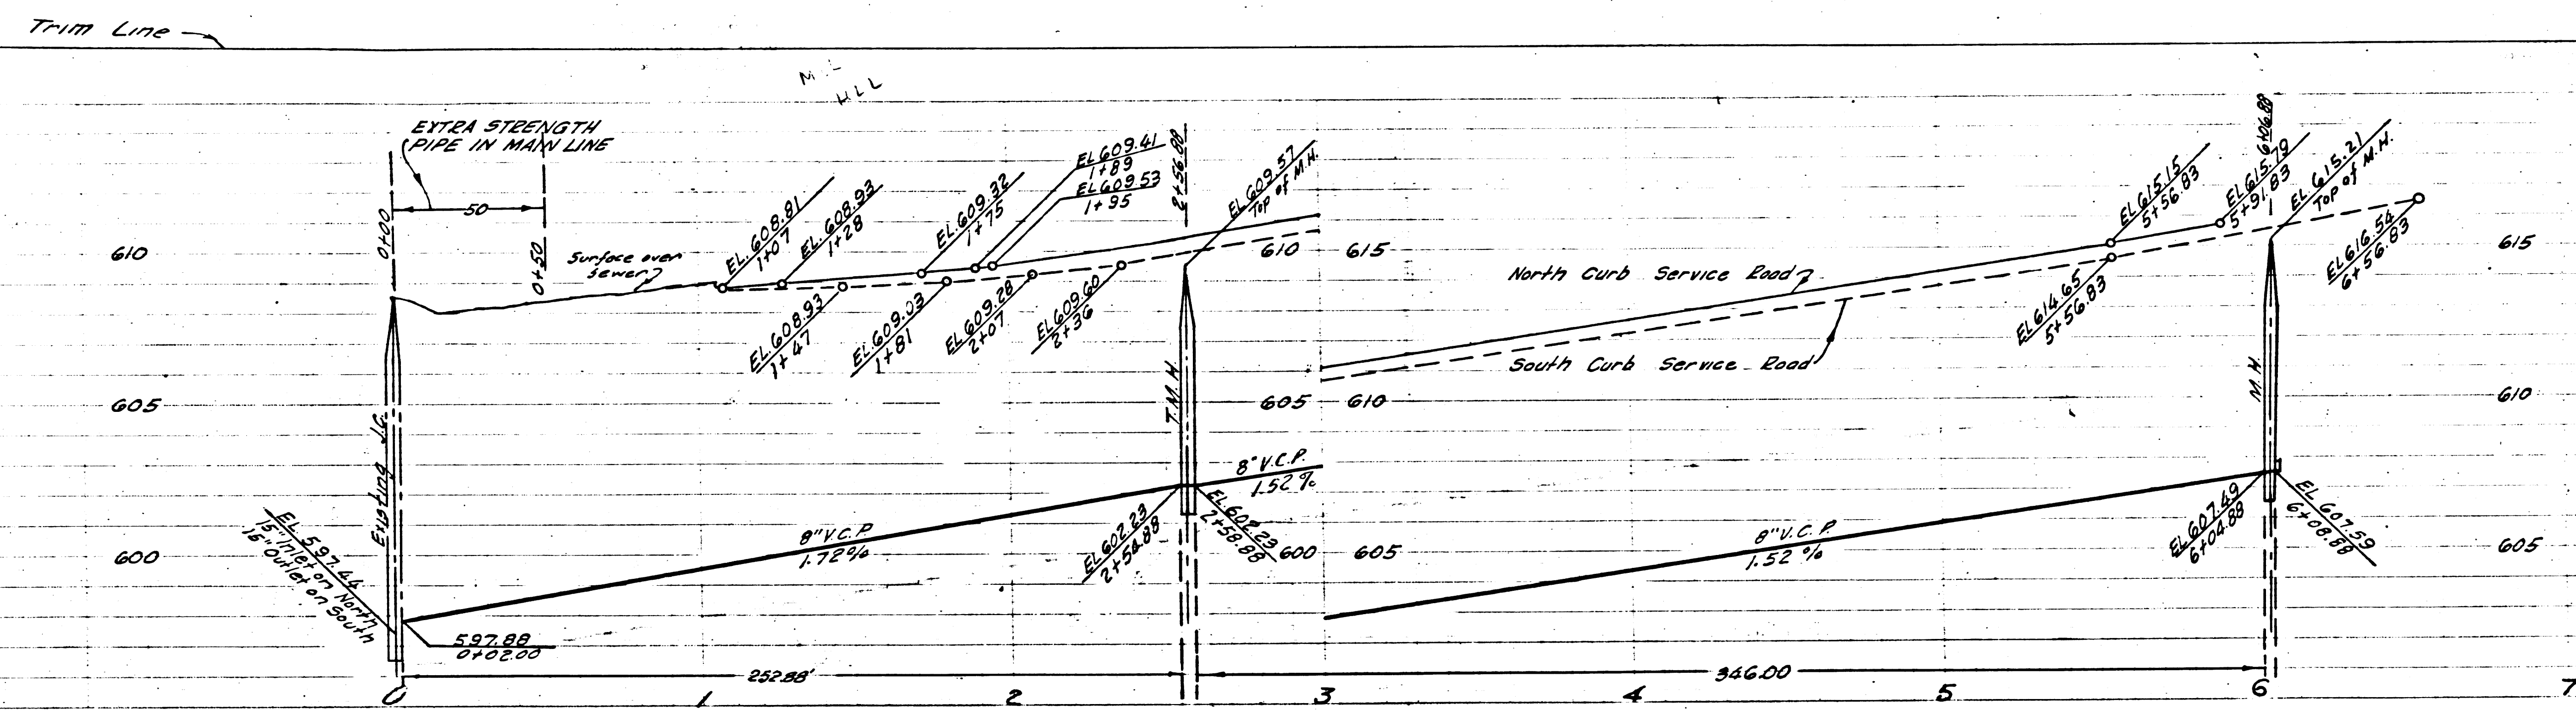 Trim Line
EXTRA STRENGTH
PIPE IN MAIN LINE
50
0+00
0+50
Surface over
Sewer
EL. 608.81
1+07
EL. 608.93
1+28
EL. 609.32
1+75
EL 609.41
1+89
EL 609.53
1+95
2+56.88
EL 609.57
Top of M.H.
EL. 608.93
1+47
EL. 609.03
1+81
EL 609.28
2+07
EL 609.60
2+36
610
605
600
Existing J.C.
EL. 597.44
15" Inlet on North
15" Outlet on South
597.88
0+02.00
8" V.C.P.
1.72%
T.M.H.
EL 602.23
2+54.88
EL 602.23
2+58.88
8" V.C.P.
1.52 %
610 615
605 610
600 605
North Curb Service Road
South Curb Service Road
EL 615.15
5+56.83
EL 615.79
5+91.83
6+06.88
EL 615.21
Top of M.H.
EL 614.65
5+56.83
EL 616.54
6+56.83
M.H.
8" V.C.P.
1.52 %
EL 607.49
6+04.88
EL 607.59
6+08.88
615
610
605
252.88'
346.00
0 1 2 3 4 5 6 7